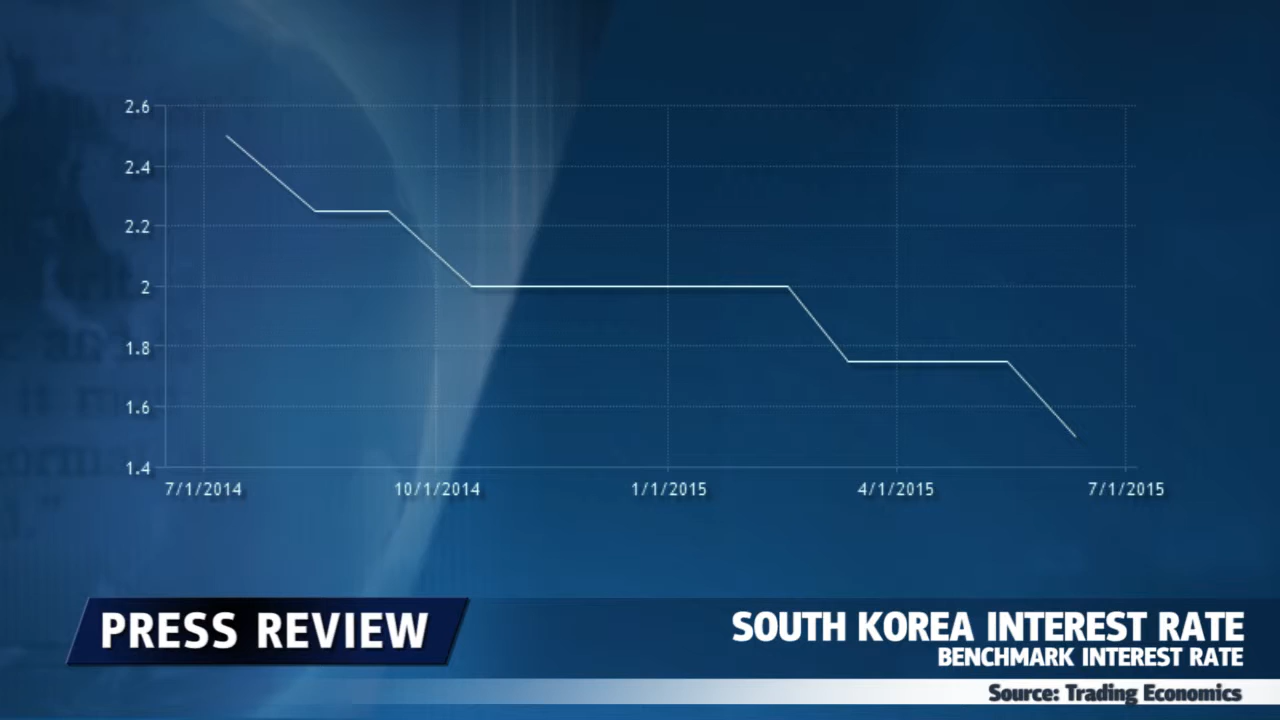 2.6
2.4
2.2
2
1.8
1.6
1.4
7/1/2014 10/1/2014 1/1/2015 4/1/2015 7/1/2015
PRESS REVIEW
SOUTH KOREA INTEREST RATE
BENCHMARK INTEREST RATE
Source: Trading Economics